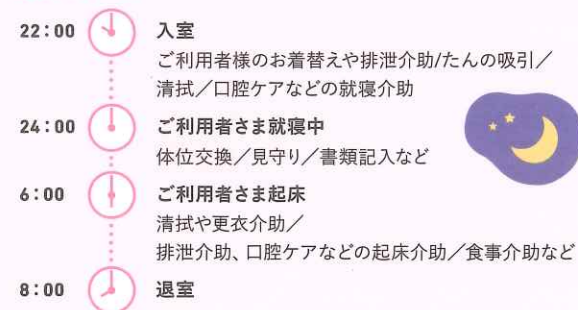 22:00 入室
ご利用者様のお着替えや排泄介助/たんの吸引／
清拭／口腔ケアなどの就寝介助
24:00 ご利用者さま就寝中
体位交換／見守り／書類記入など
6:00 ご利用者さま起床
清拭や更衣介助／
排泄介助、口腔ケアなどの起床介助／食事介助など
8:00 退室